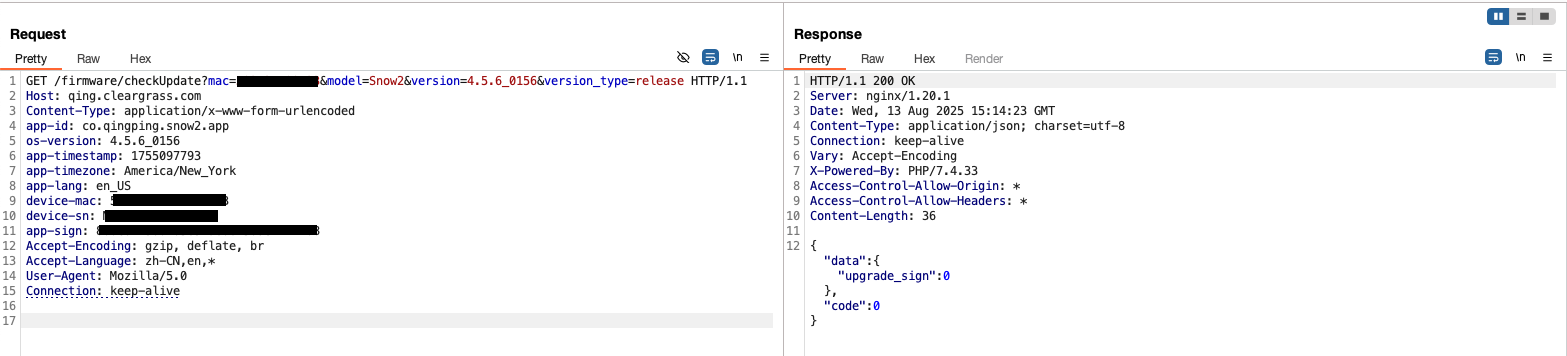 Request
Pretty Raw Hex \n
1 GET /firmware/checkUpdate?mac= &model=Snow2&version=4.5.6_0156&version_type=release HTTP/1.1
2 Host: qing.cleargrass.com
3 Content-Type: application/x-www-form-urlencoded
4 app-id: co.qingping.snow2.app
5 os-version: 4.5.6_0156
6 app-timestamp: 1755097793
7 app-timezone: America/New_York
8 app-lang: en_US
9 device-mac:
10 device-sn:
11 app-sign:
12 Accept-Encoding: gzip, deflate, br
13 Accept-Language: zh-CN,en,*
14 User-Agent: Mozilla/5.0
15 Connection: keep-alive
16
17
Response
Pretty Raw Hex Render \n
1 HTTP/1.1 200 OK
2 Server: nginx/1.20.1
3 Date: Wed, 13 Aug 2025 15:14:23 GMT
4 Content-Type: application/json; charset=utf-8
5 Connection: keep-alive
6 Vary: Accept-Encoding
7 X-Powered-By: PHP/7.4.33
8 Access-Control-Allow-Origin: *
9 Access-Control-Allow-Headers: *
10 Content-Length: 36
11
12 {
"data":{
"upgrade_sign":0
},
"code":0
}